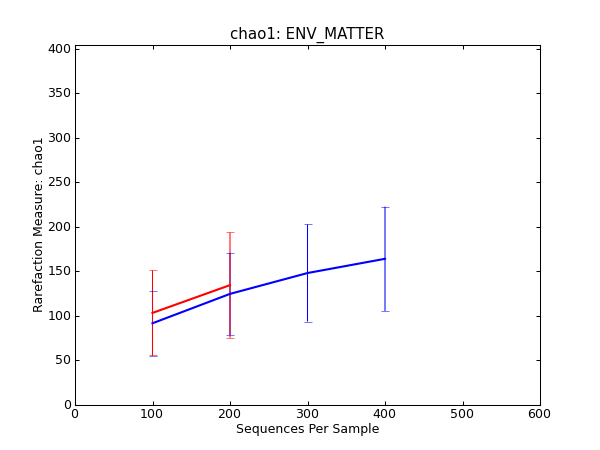 chao1: ENV_MATTER
400
350
300
250
200
150
100
50
0
Rarefaction Measure: chao1
0 100 200 300 400 500 600
Sequences Per Sample